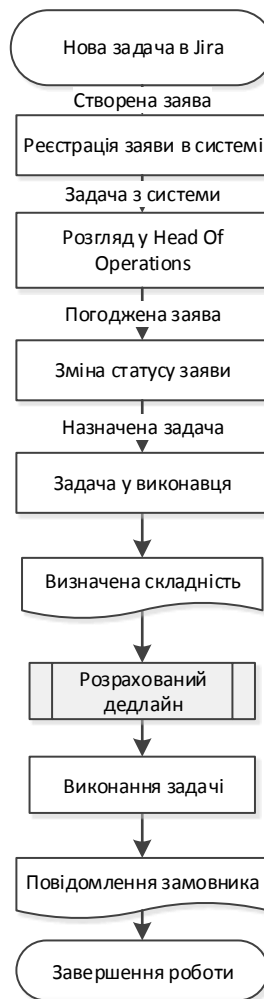 Нова задача в Jira
Створена заява
Реєстрація заяви в системі
Задача з системи
Розгляд у Head Of
Operations
Погоджена заява
Зміна статусу заяви
Назначена задача
Задача у виконавця
Визначена складність
Розрахований
дедлайн
Виконання задачі
Повідомлення замовника
Завершення роботи